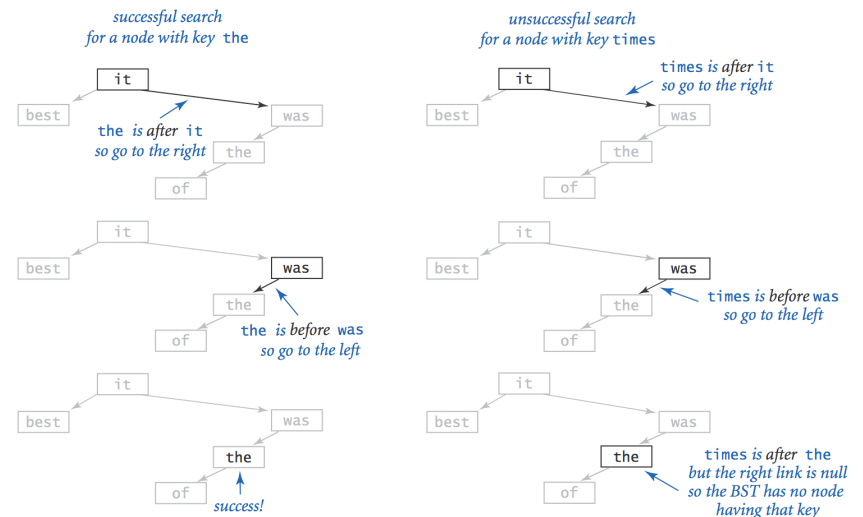 successful search
for a node with key the
it
best
was
the is after it
so go to the right
the
of
it
best
was
the
the is before was
so go to the left
of
it
best
was
the
of
success!
unsuccessful search
for a node with key times
it
times is after it
so go to the right
best
was
the
of
it
best
was
the
times is before was
so go to the left
of
it
best
was
the
times is after the
but the right link is null
so the BST has no node
having that key
of